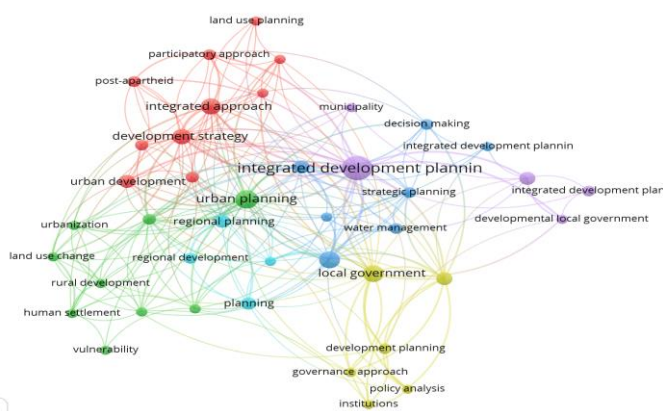 land use planning
participatory approach
post-apartheid
integrated approach
municipality
decision making
development strategy
integrated development plannin
integrated development plannin
urban development
strategic planning
integrated development plan
urban planning
urbanization
regional planning
developmental local government
water management
land use change
regional development
local government
rural development
planning
human settlement
vulnerability
development planning
governance approach
policy analysis
institutions